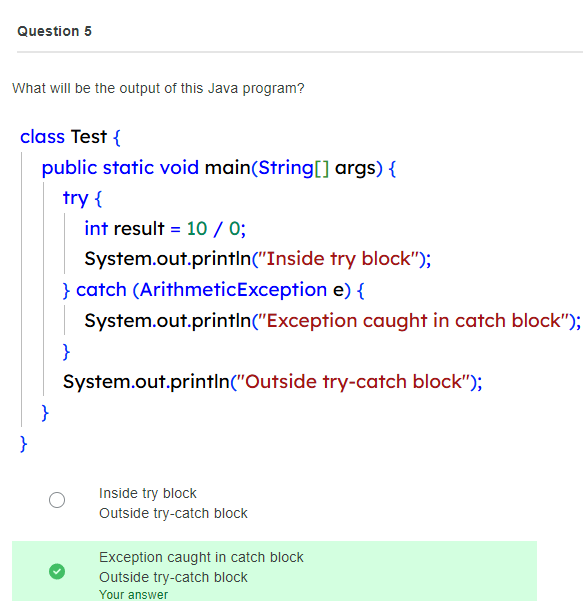 Question 5
What will be the output of this Java program?
class Test {
public static void main(String[] args) {
try {
int result = 10 / 0;
System.out.println("Inside try block");
} catch (ArithmeticException e) {
System.out.println("Exception caught in catch block");
}
System.out.println("Outside try-catch block");
}
}
Inside try block
Outside try-catch block
Exception caught in catch block
Outside try-catch block
Your answer